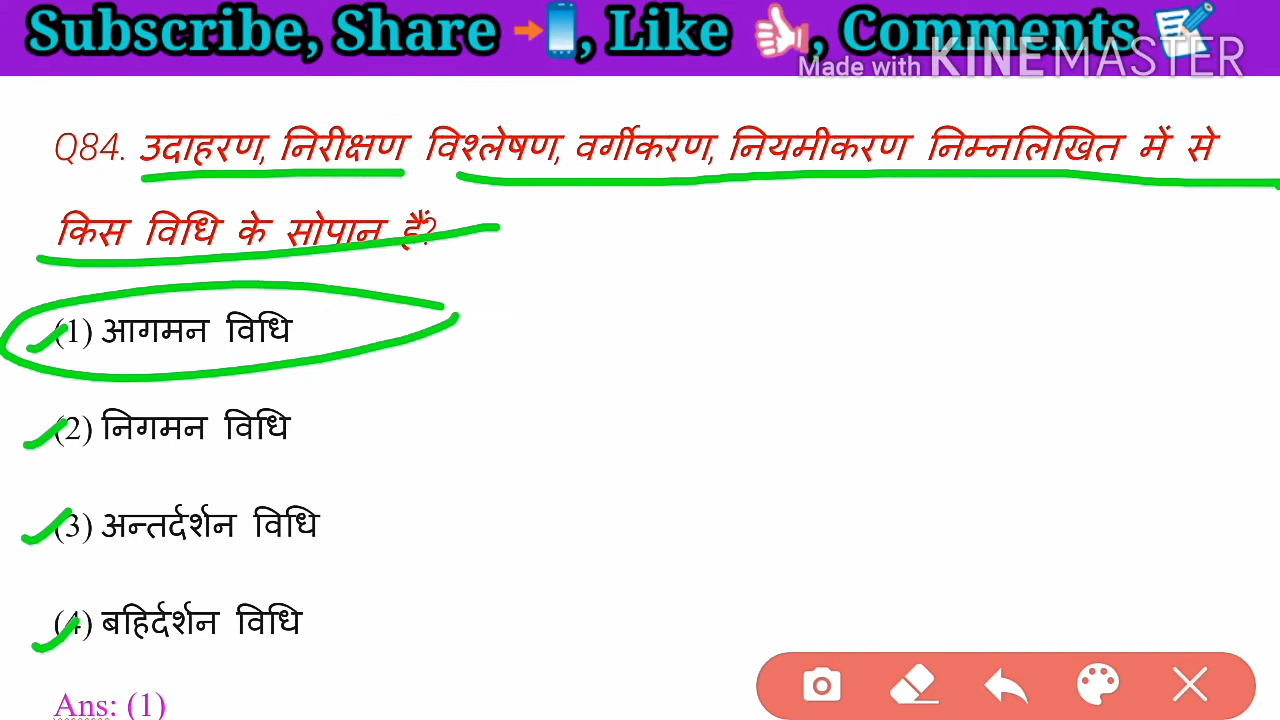 Subscribe, Share, Like, Comments
Made with KINEMASTER
Q84. उदाहरण, निरीक्षण विश्लेषण, वर्गीकरण, नियमीकरण निम्नलिखित में से
किस विधि के सोपान हैं?
(1) आगमन विधि
(2) निगमन विधि
(3) अन्तर्दर्शन विधि
(4) बहिर्दर्शन विधि
Ans: (1)